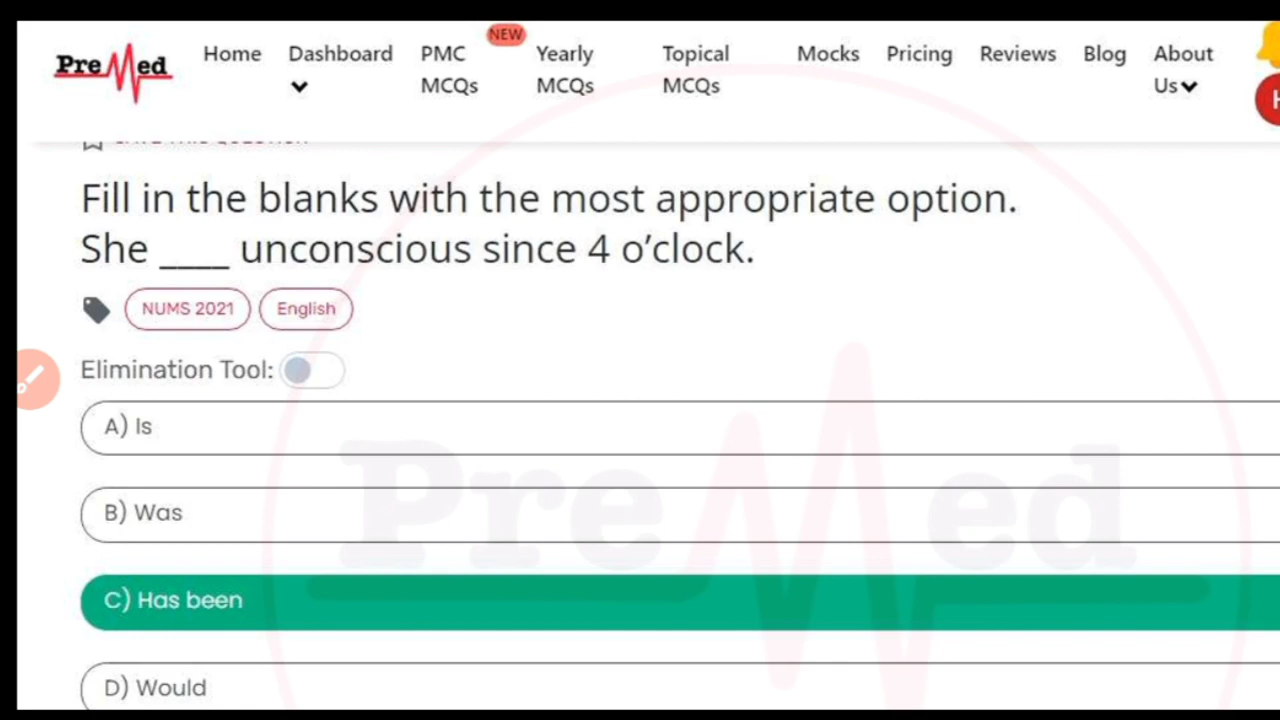 PreMed
Home
Dashboard
PMC
MCQs
NEW
Yearly
MCQs
Topical
MCQs
Mocks
Pricing
Reviews
Blog
About
Us
H
Fill in the blanks with the most appropriate option.
She ____ unconscious since 4 o’clock.
NUMS 2021
English
Elimination Tool:
A) Is
B) Was
C) Has been
D) Would
PreMed